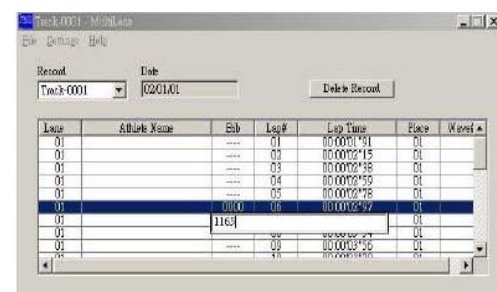 Track-0001 - MultiLane
File Settings Help
Record Date
Track-0001 02/01/01 Delete Record
Lane Athlete Name Bib Lap# Lap Time Place
01 ---- 01 00:00'01"91 01
01 ---- 02 00:00'02"15 01
01 ---- 03 00:00'02"38 01
01 ---- 04 00:00'02"59 01
01 ---- 05 00:00'02"78 01
01 0000 06 00:00'02"97 01
01 1165 01
01 01
01 ---- 09 00:00'03"56 01